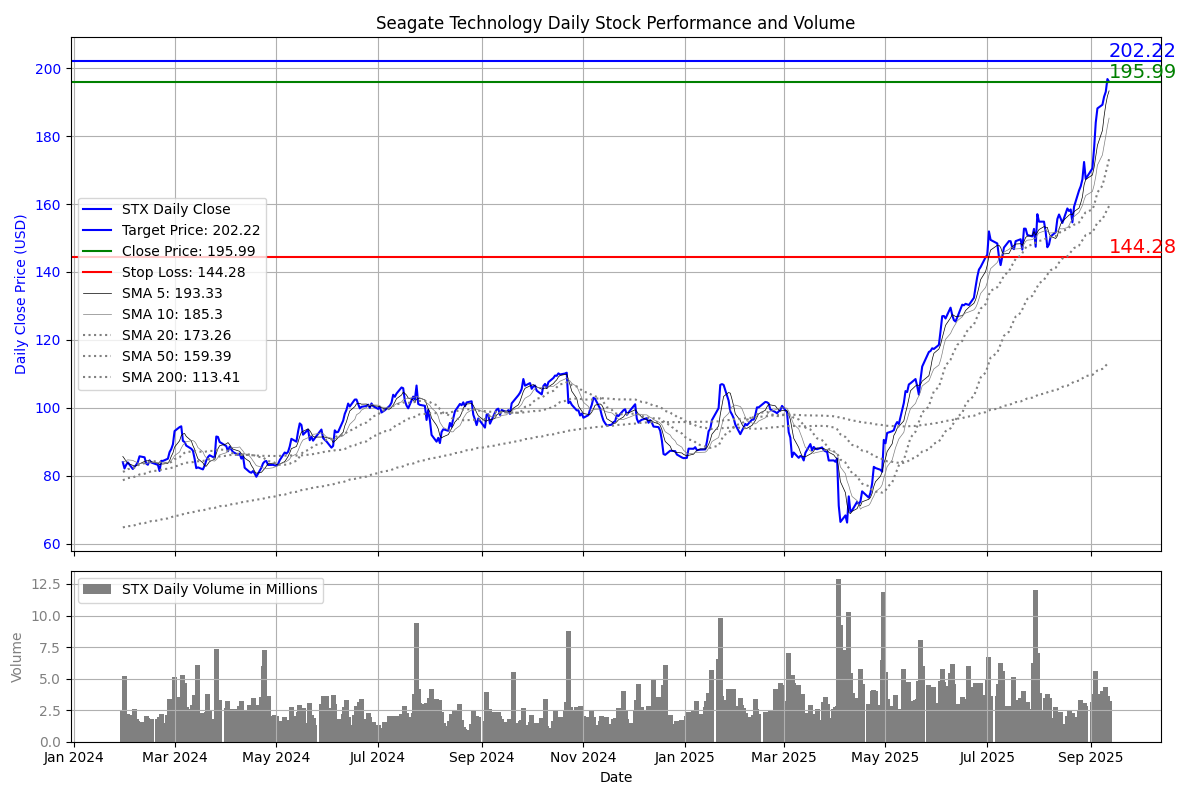 Seagate Technology Daily Stock Performance and Volume
202.22
195.99
144.28
200
180
160
140
120
100
80
60
Daily Close Price (USD)
STX Daily Close
Target Price: 202.22
Close Price: 195.99
Stop Loss: 144.28
SMA 5: 193.33
SMA 10: 185.3
SMA 20: 173.26
SMA 50: 159.39
SMA 200: 113.41
12.5
10.0
7.5
5.0
2.5
0.0
Volume
STX Daily Volume in Millions
Jan 2024
Mar 2024
May 2024
Jul 2024
Sep 2024
Nov 2024
Jan 2025
Mar 2025
May 2025
Jul 2025
Sep 2025
Date